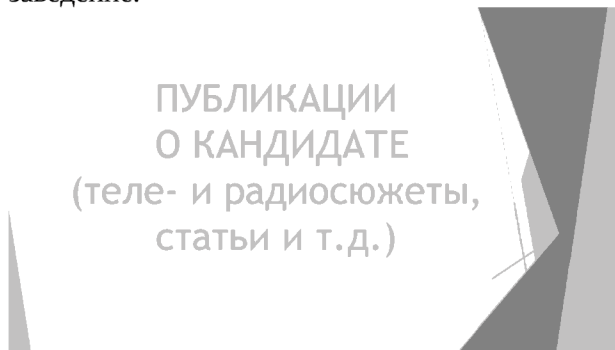 заведение.
ПУБЛИКАЦИИ
О КАНДИДАТЕ
(теле- и радиосюжеты,
статьи и т.д.)